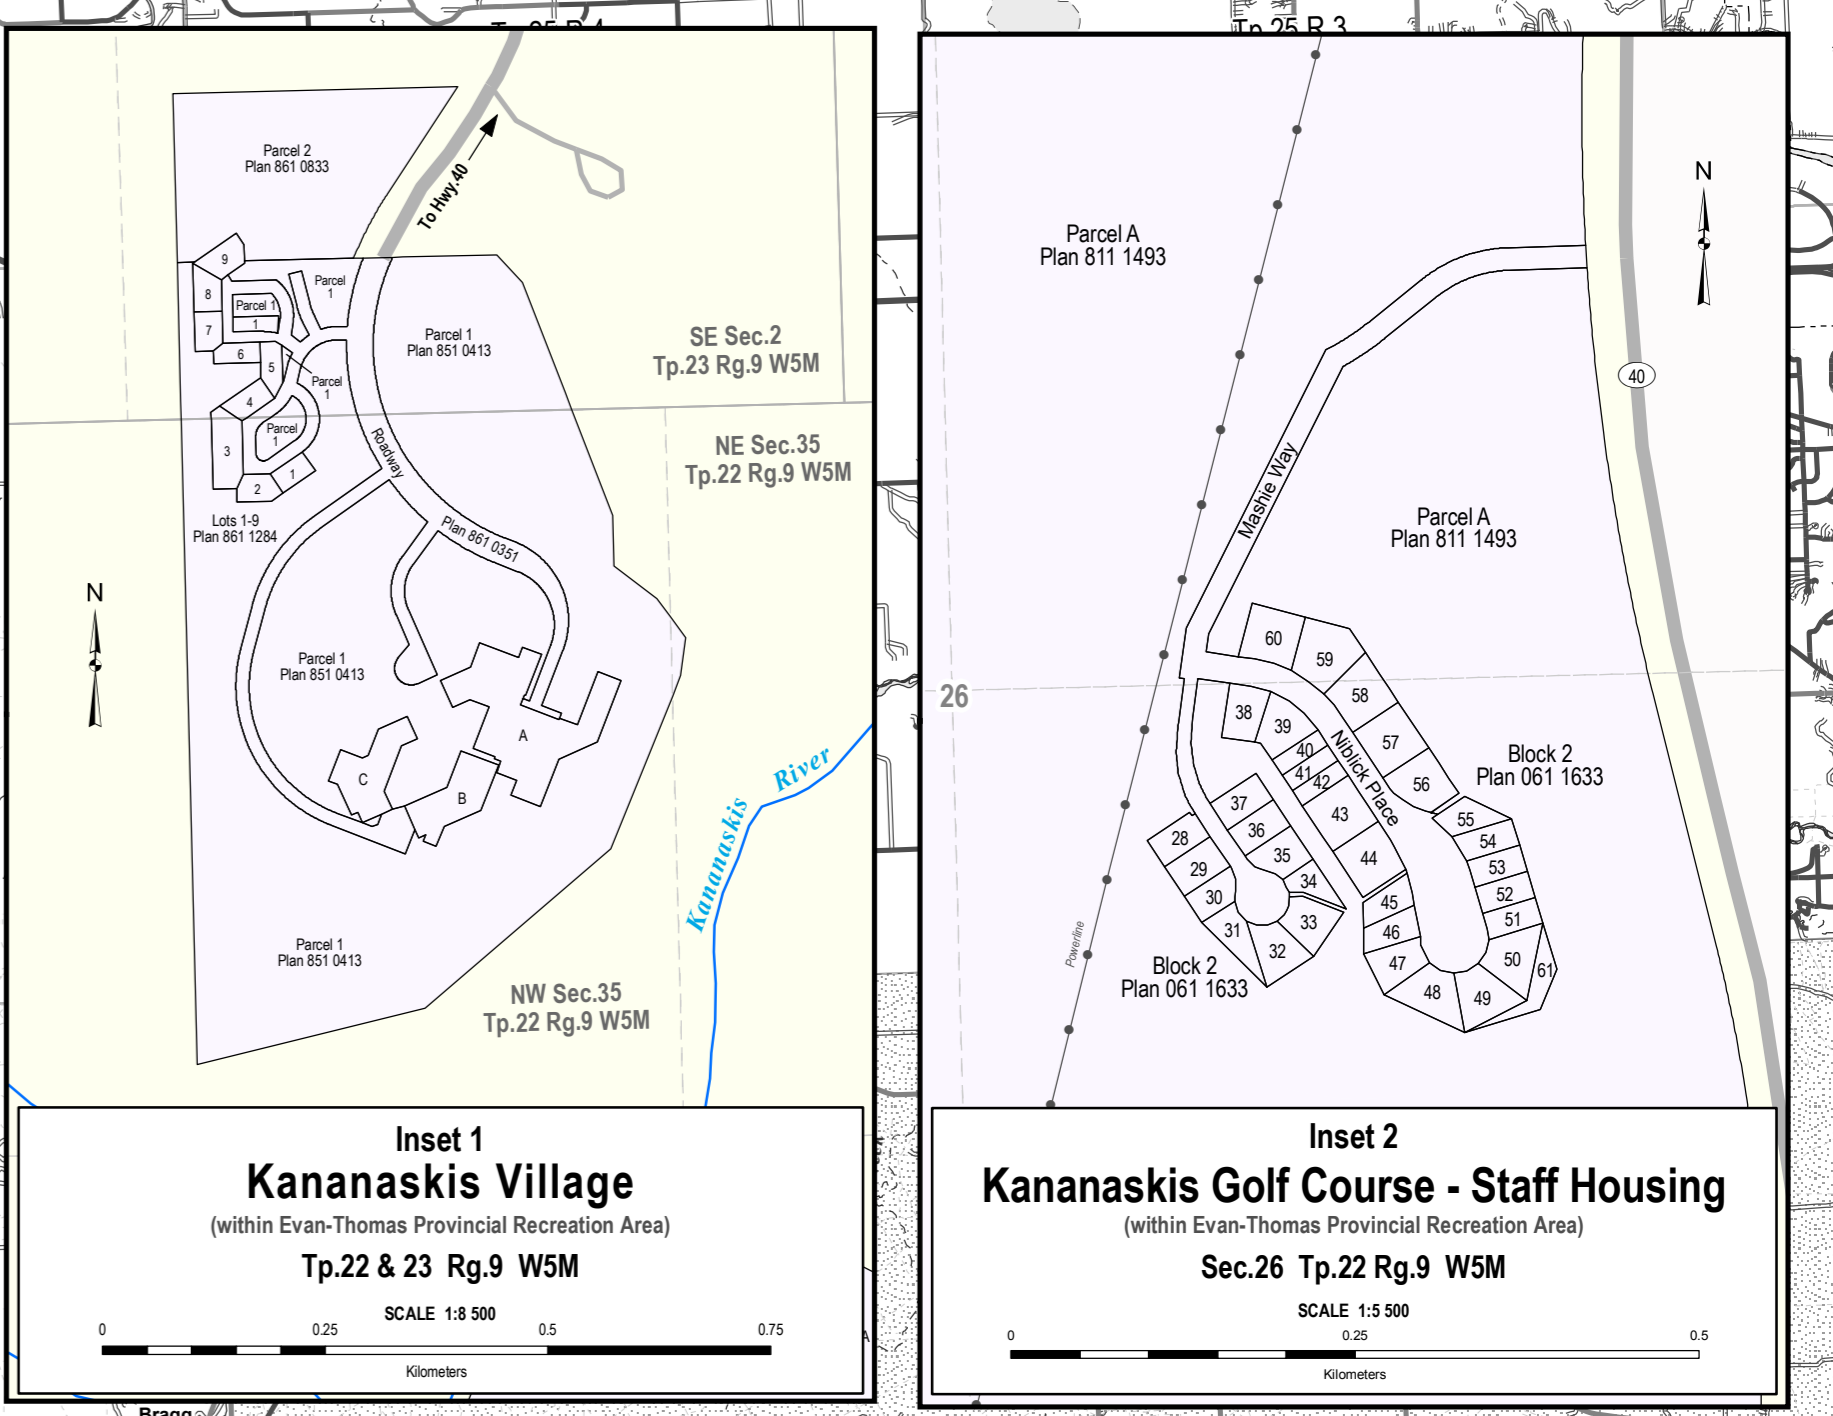 Tp.25 R.4
Tp.25 R.3
Parcel 2
Plan 861 0833
To Hwy.40
9
8
7
6
5
4
3
2
1
Parcel 1
1
Parcel
1
Parcel
1
Parcel
1
Parcel 1
Plan 851 0413
SE Sec.2
Tp.23 Rg.9 W5M
NE Sec.35
Tp.22 Rg.9 W5M
Roadway
Plan 861 0351
Lots 1-9
Plan 861 1284
N
Parcel 1
Plan 851 0413
A
B
C
Kananaskis River
Parcel 1
Plan 851 0413
NW Sec.35
Tp.22 Rg.9 W5M
Inset 1
Kananaskis Village
(within Evan-Thomas Provincial Recreation Area)
Tp.22 & 23 Rg.9 W5M
SCALE 1:8 500
0 0.25 0.5 0.75
Kilometers
Bragg
N
Parcel A
Plan 811 1493
40
Mashie Way
Parcel A
Plan 811 1493
26
60
59
58
57
56
38
39
40
41
42
43
44
Niblick Place
Block 2
Plan 061 1633
37
36
35
34
33
32
31
30
29
28
55
54
53
52
51
50
61
49
48
47
46
45
Powerline
Block 2
Plan 061 1633
Inset 2
Kananaskis Golf Course - Staff Housing
(within Evan-Thomas Provincial Recreation Area)
Sec.26 Tp.22 Rg.9 W5M
SCALE 1:5 500
0 0.25 0.5
Kilometers